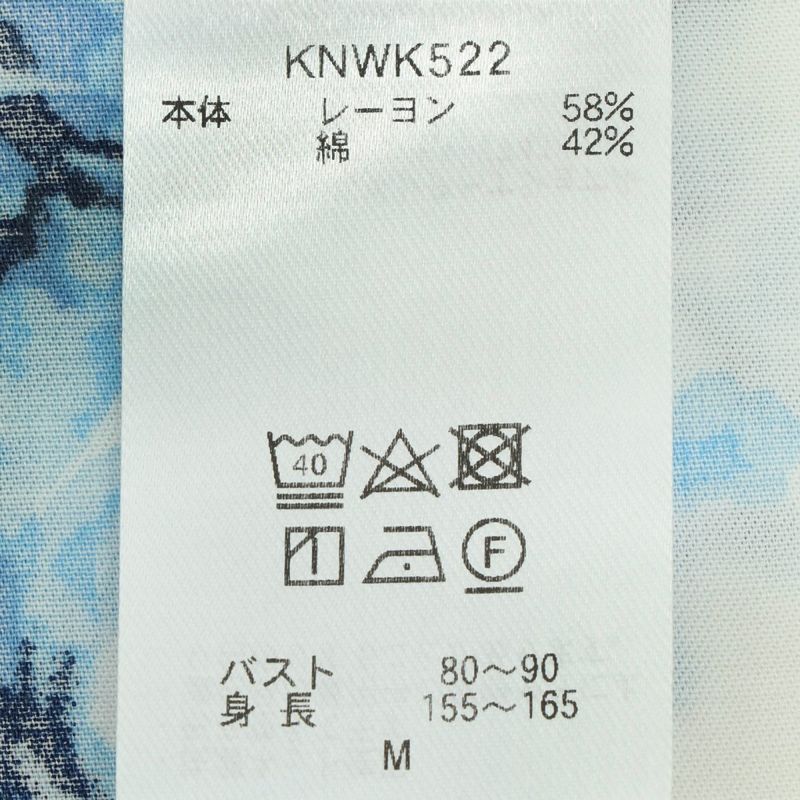 KNWK522
本体 レーヨン 58%
綿 42%
40
F
バスト 80～90
身長 155～165
M